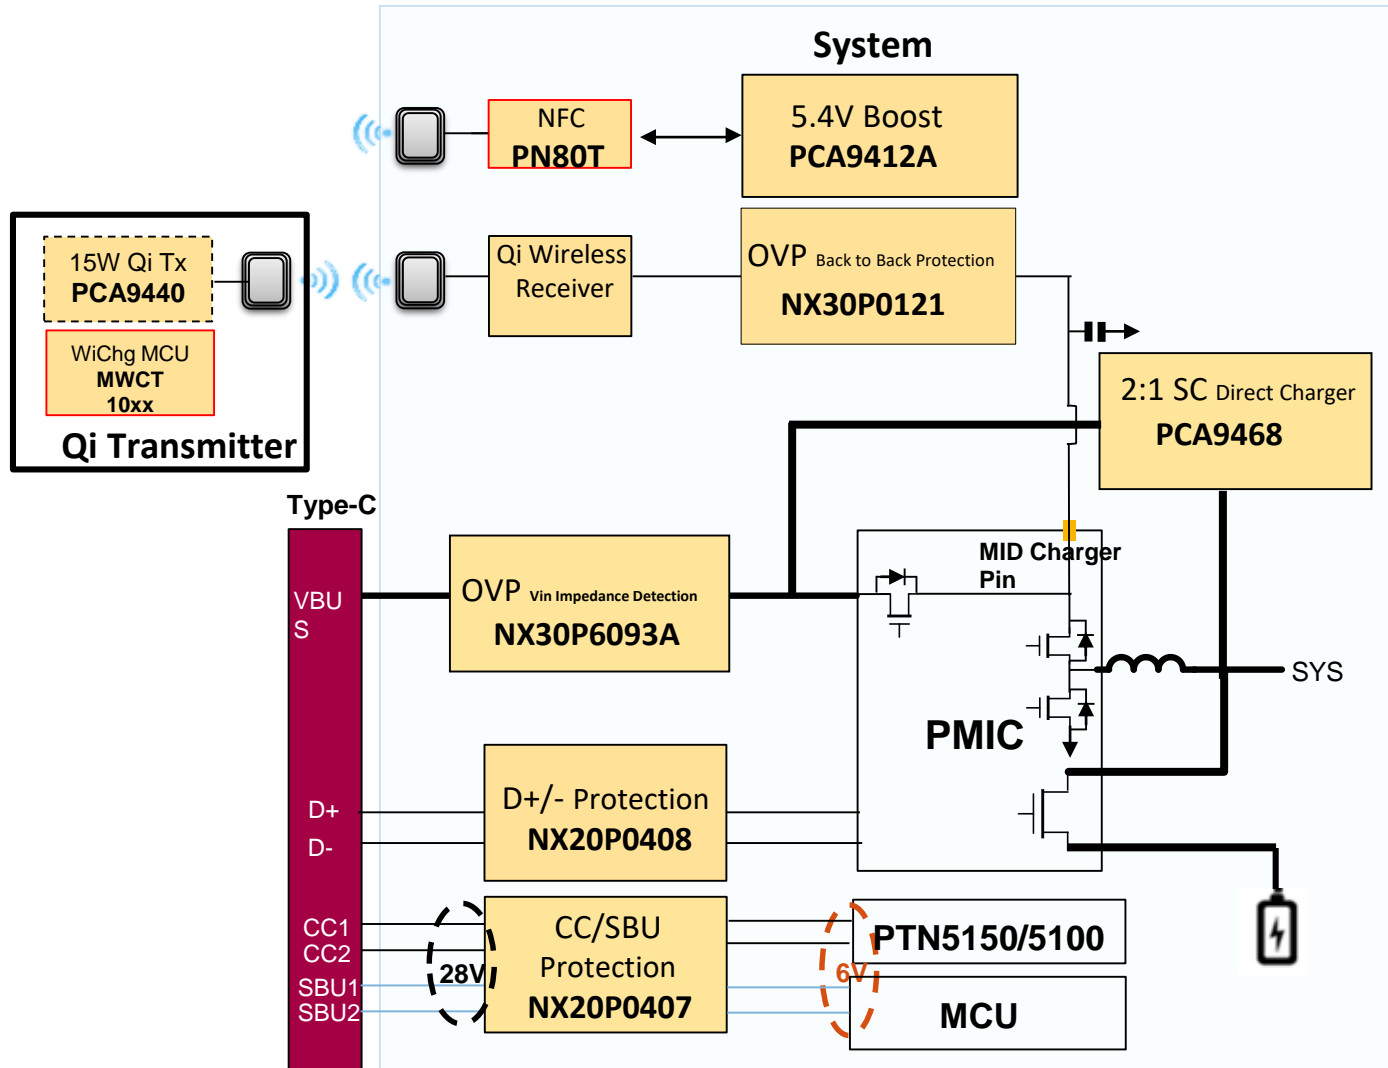 System
NFC
PN80T
5.4V Boost
PCA9412A
15W Qi Tx
PCA9440
WiChg MCU
MWCT
10xx
Qi Transmitter
Qi Wireless
Receiver
OVP Back to Back Protection
NX30P0121
2:1 SC Direct Charger
PCA9468
Type-C
VBU
S
OVP Vin Impedance Detection
NX30P6093A
MID Charger
Pin
SYS
PMIC
D+
D-
D+/- Protection
NX20P0408
CC1
CC2
SBU1
SBU2
28V
CC/SBU
Protection
NX20P0407
6V
PTN5150/5100
MCU